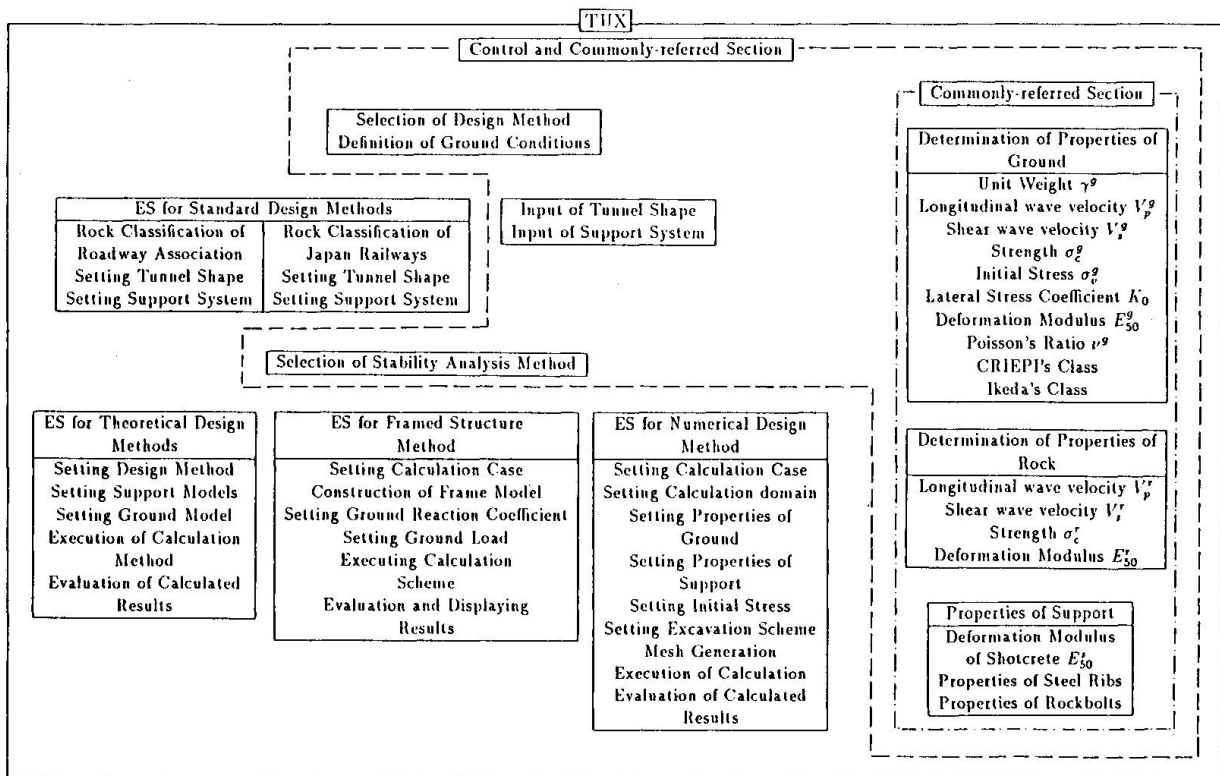 TUX
Control and Commonly-referred Section
Selection of Design Method
Definition of Ground Conditions
ES for Standard Design Methods
Rock Classification of
Roadway Association
Setting Tunnel Shape
Setting Support System
Rock Classification of
Japan Railways
Setting Tunnel Shape
Setting Support System
Input of Tunnel Shape
Input of Support System
Selection of Stability Analysis Method
ES for Theoretical Design
Methods
Setting Design Method
Setting Support Models
Setting Ground Model
Execution of Calculation
Method
Evaluation of Calculated
Results
ES for Framed Structure
Method
Setting Calculation Case
Construction of Frame Model
Setting Ground Reaction Coefficient
Setting Ground Load
Executing Calculation
Scheme
Evaluation and Displaying
Results
ES for Numerical Design
Method
Setting Calculation Case
Setting Calculation domain
Setting Properties of
Ground
Setting Properties of
Support
Setting Initial Stress
Setting Excavation Scheme
Mesh Generation
Execution of Calculation
Evaluation of Calculated
Results
Commonly-referred Section
Determination of Properties of
Ground
Unit Weight γ^g
Longitudinal wave velocity V_p^g
Shear wave velocity V_s^g
Strength σ_c^g
Initial Stress σ_v^g
Lateral Stress Coefficient K_0
Deformation Modulus E_50^g
Poisson's Ratio ν^g
CRIEPI's Class
Ikeda's Class
Determination of Properties of
Rock
Longitudinal wave velocity V_p^r
Shear wave velocity V_s^r
Strength σ_c^r
Deformation Modulus E_50^r
Properties of Support
Deformation Modulus
of Shotcrete E_50^s
Properties of Steel Ribs
Properties of Rockbolts